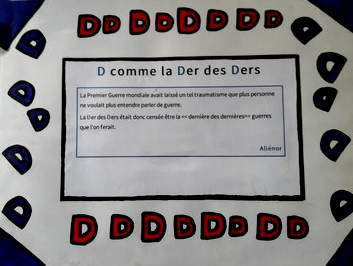 D D D D D D D D
D comme la Der des Ders
La Premier Guerre mondiale avait laissé un tel traumatisme que plus personne
ne voulait plus entendre parler de guerre.
La Der des Ders était donc censée être la << dernière des dernières>> guerres
que l'on ferait.
Aliénor
D D D D D D D D